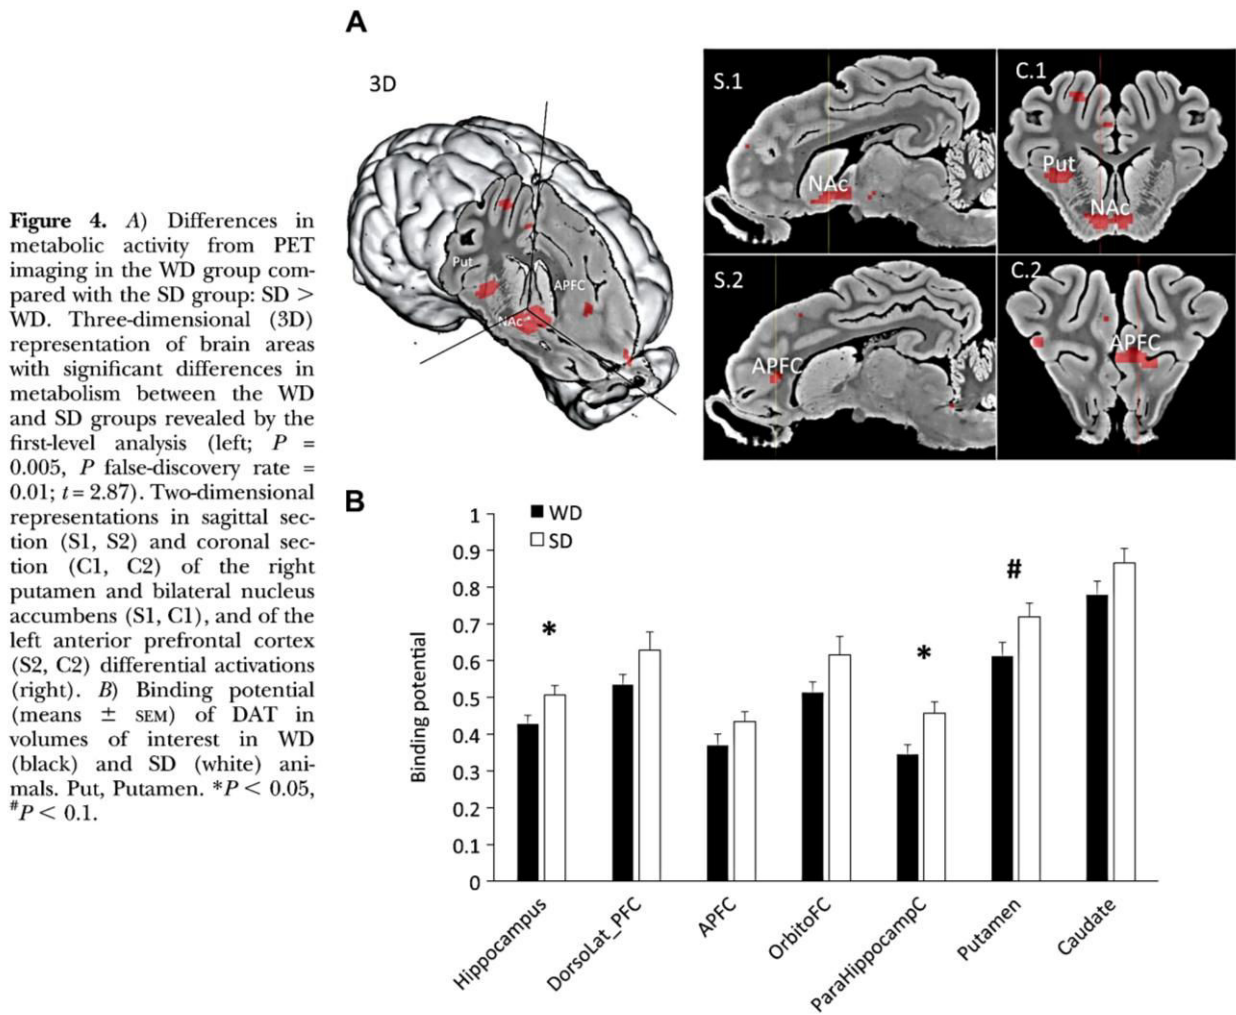 Figure 4. A) Differences in
metabolic activity from PET
imaging in the WD group com-
pared with the SD group: SD >
WD. Three-dimensional (3D)
representation of brain areas
with significant differences in
metabolism between the WD
and SD groups revealed by the
first-level analysis (left; P =
0.005, P false-discovery rate =
0.01; t = 2.87). Two-dimensional
representations in sagittal sec-
tion (S1, S2) and coronal sec-
tion (C1, C2) of the right
putamen and bilateral nucleus
accumbens (S1, C1), and of the
left anterior prefrontal cortex
(S2, C2) differential activations
(right). B) Binding potential
(means ± SEM) of DAT in
volumes of interest in WD
(black) and SD (white) ani-
mals. Put, Putamen. *P < 0.05,
#P < 0.1.
A
3D
Put
APFC
NAc
S.1
NAc
C.1
Put
NAc
S.2
APFC
C.2
APFC
B
WD
SD
Binding potential
1
0.9
0.8
0.7
0.6
0.5
0.4
0.3
0.2
0.1
0
*
*
#
Hippocampus
DorsoLat_PFC
APFC
OrbitoFC
ParaHippocampC
Putamen
Caudate